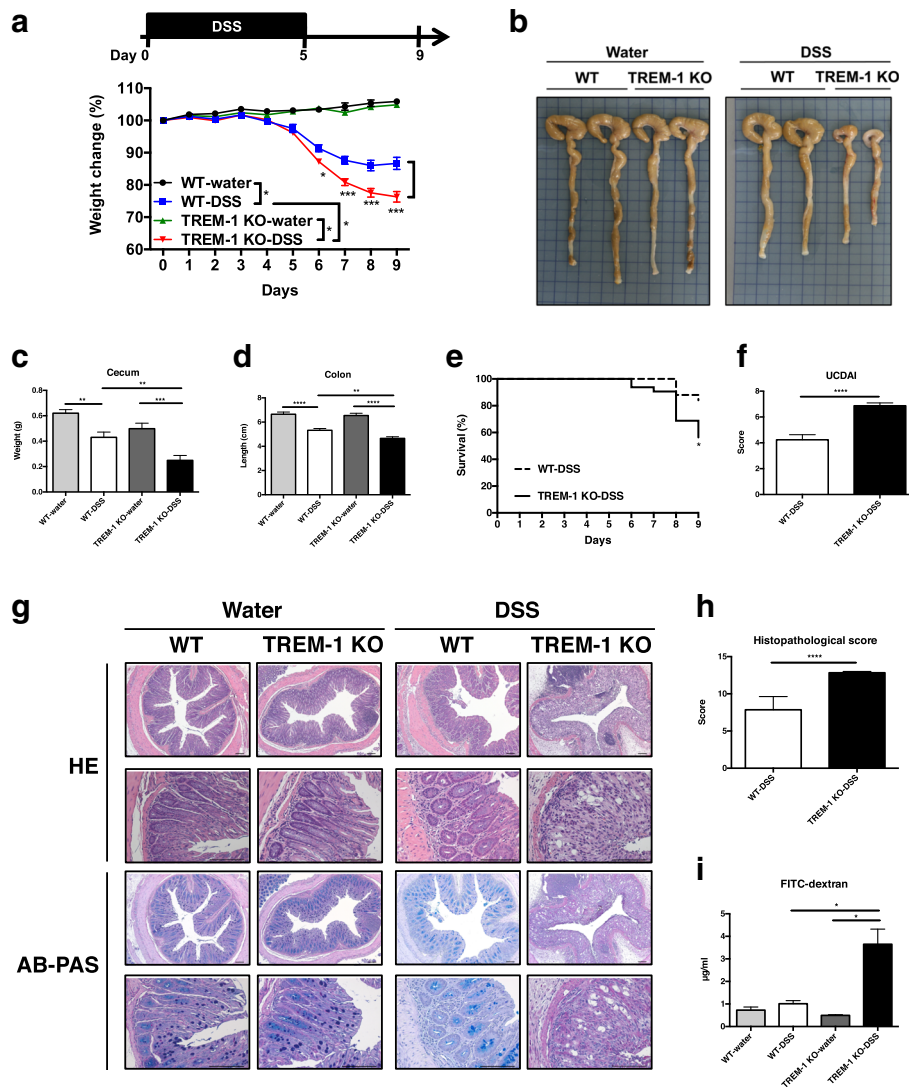 a
DSS
Day 0
5
9
Weight change (%)
110
100
90
80
70
60
WT-water
WT-DSS
TREM-1 KO-water
TREM-1 KO-DSS
*
*
*
*
***
***
***
0 1 2 3 4 5 6 7 8 9
Days
b
Water
DSS
WT
TREM-1 KO
WT
TREM-1 KO
c
Cecum
**
**
***
Weight (g)
0.8
0.6
0.4
0.2
0.0
WT-water
WT-DSS
TREM-1 KO-water
TREM-1 KO-DSS
d
Colon
**
****
****
Length (cm)
8
6
4
2
0
WT-water
WT-DSS
TREM-1 KO-water
TREM-1 KO-DSS
e
Survival (%)
100
80
60
40
20
0
WT-DSS
TREM-1 KO-DSS
*
0 1 2 3 4 5 6 7 8 9
Days
f
UCDAI
****
Score
8
6
4
2
0
WT-DSS
TREM-1 KO-DSS
g
Water
DSS
WT
TREM-1 KO
WT
TREM-1 KO
HE
AB-PAS
h
Histopathological score
****
Score
15
10
5
0
WT-DSS
TREM-1 KO-DSS
i
FITC-dextran
*
*
µg/ml
5
4
3
2
1
0
WT-water
WT-DSS
TREM-1 KO-water
TREM-1 KO-DSS